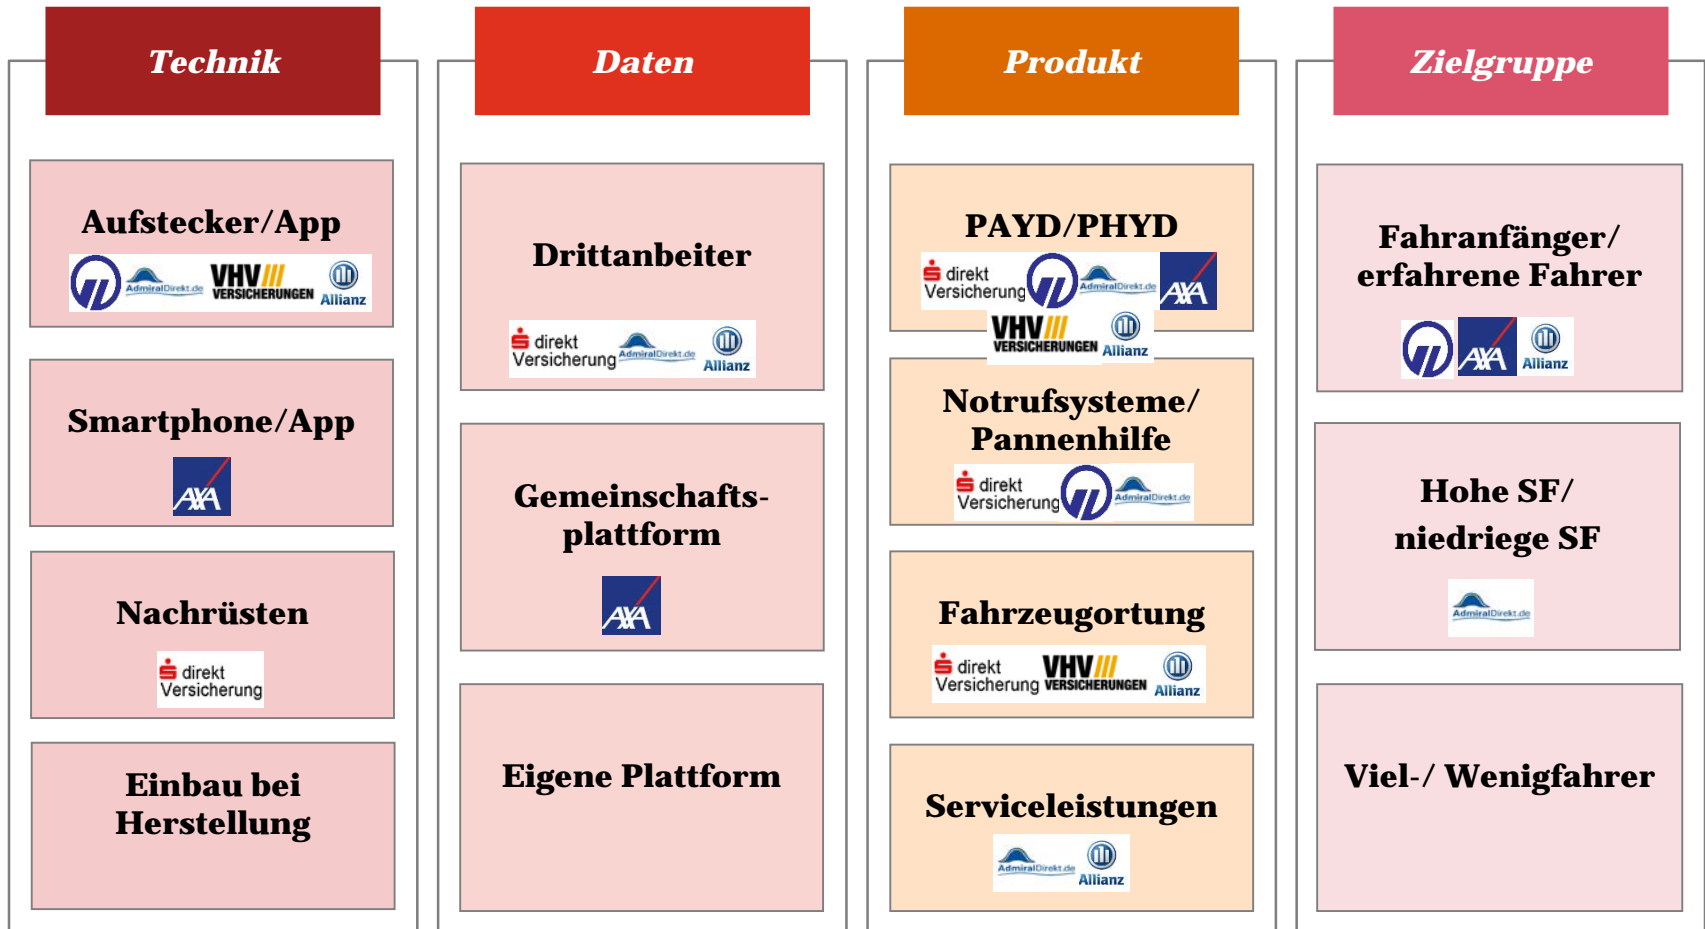 Technik
Aufstecker/App
AdmiralDirekt.de
VHV
VERSICHERUNGEN
Allianz
Smartphone/App
AXA
Nachrüsten
S direkt
Versicherung
Einbau bei
Herstellung
Daten
Drittanbeiter
S direkt
Versicherung
AdmiralDirekt.de
Allianz
Gemeinschafts-
plattform
AXA
Eigene Plattform
Produkt
PAYD/PHYD
S direkt
Versicherung
AdmiralDirekt.de
AXA
VHV
VERSICHERUNGEN
Allianz
Notrufsysteme/
Pannenhilfe
S direkt
Versicherung
AdmiralDirekt.de
Fahrzeugortung
S direkt
Versicherung
VHV
VERSICHERUNGEN
Allianz
Serviceleistungen
AdmiralDirekt.de
Allianz
Zielgruppe
Fahranfänger/
erfahrene Fahrer
AXA
Allianz
Hohe SF/
niedriege SF
AdmiralDirekt.de
Viel-/ Wenigfahrer